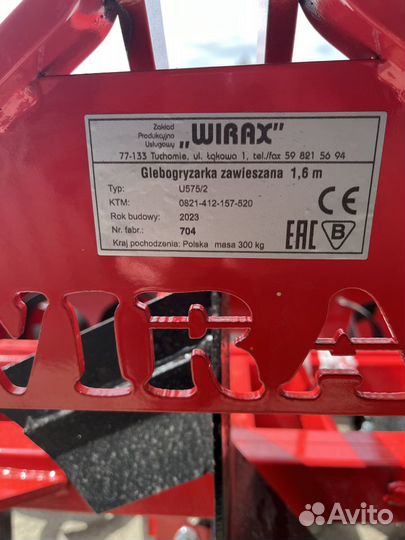 Zakład
Produkcyjno
Usługowy
„WIRAX”
77-133 Tuchomie, ul. Łąkowa 1, tel./fax 59 821 56 94
Glebogryzarka zawieszana 1,6 m
Typ: U575/2
KTM: 0821-412-157-520
Rok budowy: 2023
Nr. fabr.: 704
Kraj pochodzenia: Polska masa 300 kg
CE
EAC B
WIRA
Avito